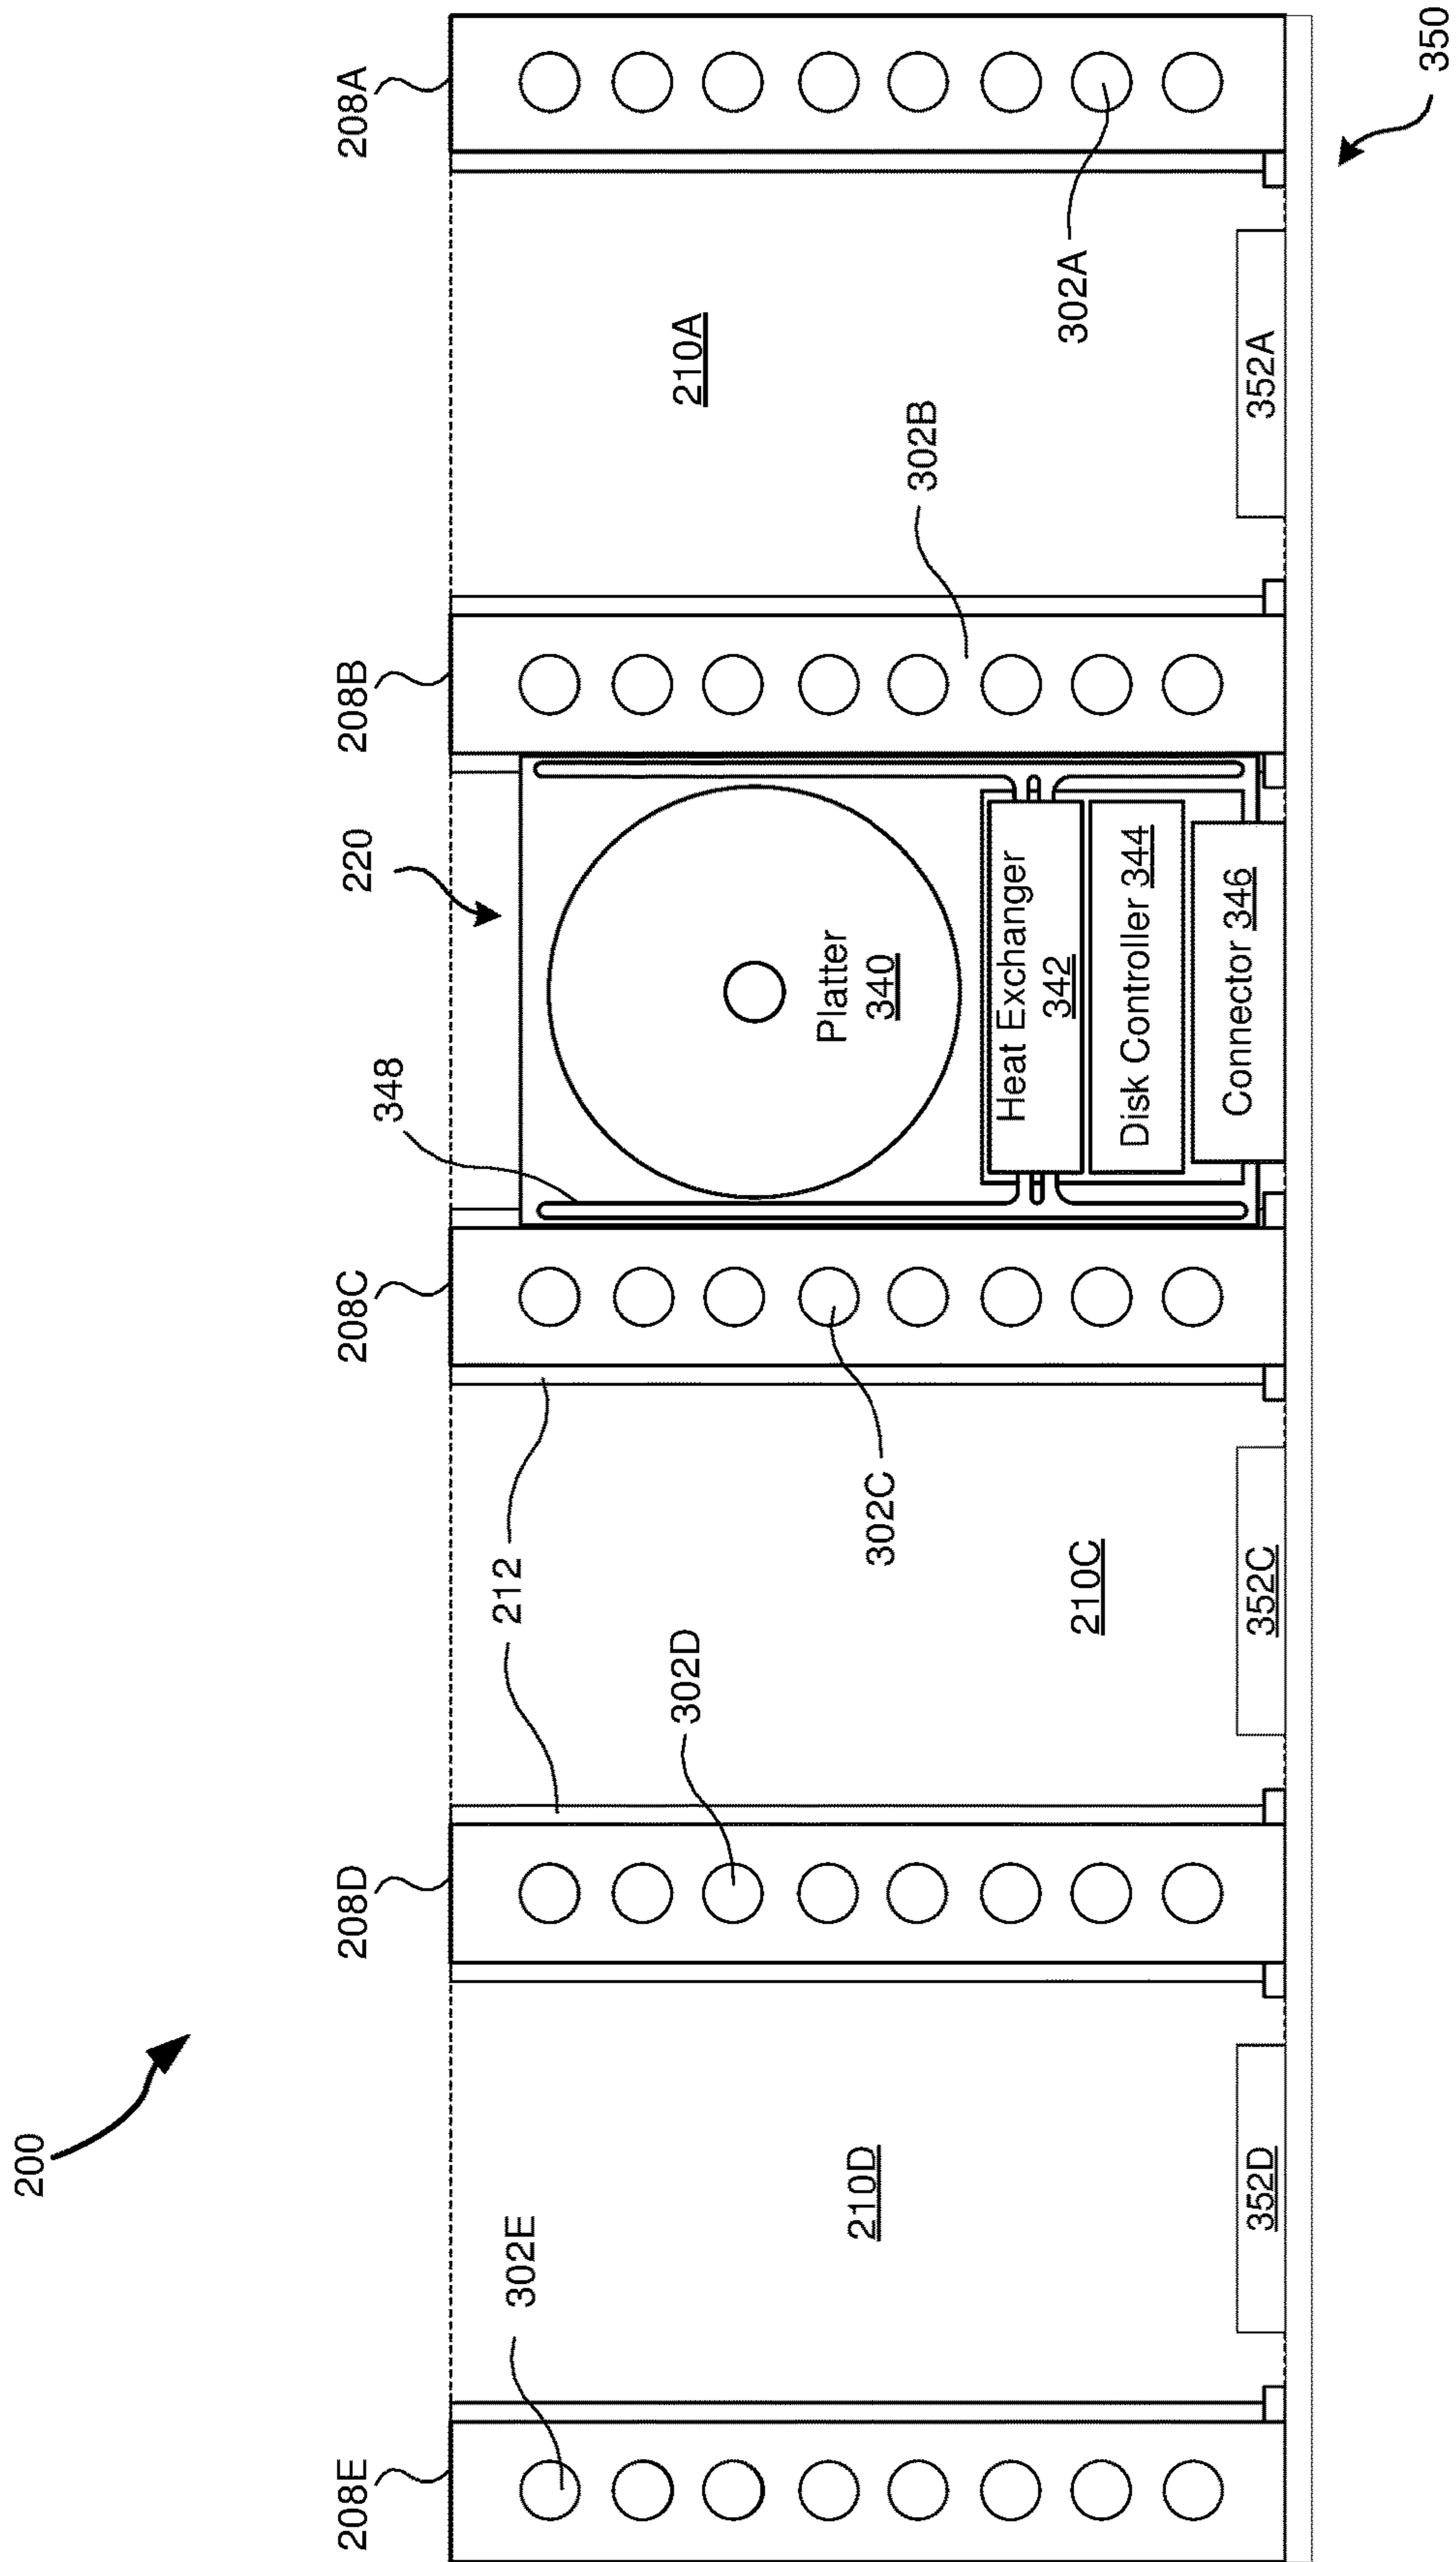 200
208E
208D
208C
208B
208A
220
348
302E
212
302D
302C
302B
302A
210D
210C
210A
Platter
340
Heat Exchanger
342
Disk Controller 344
Connector 346
352D
352C
352A
350